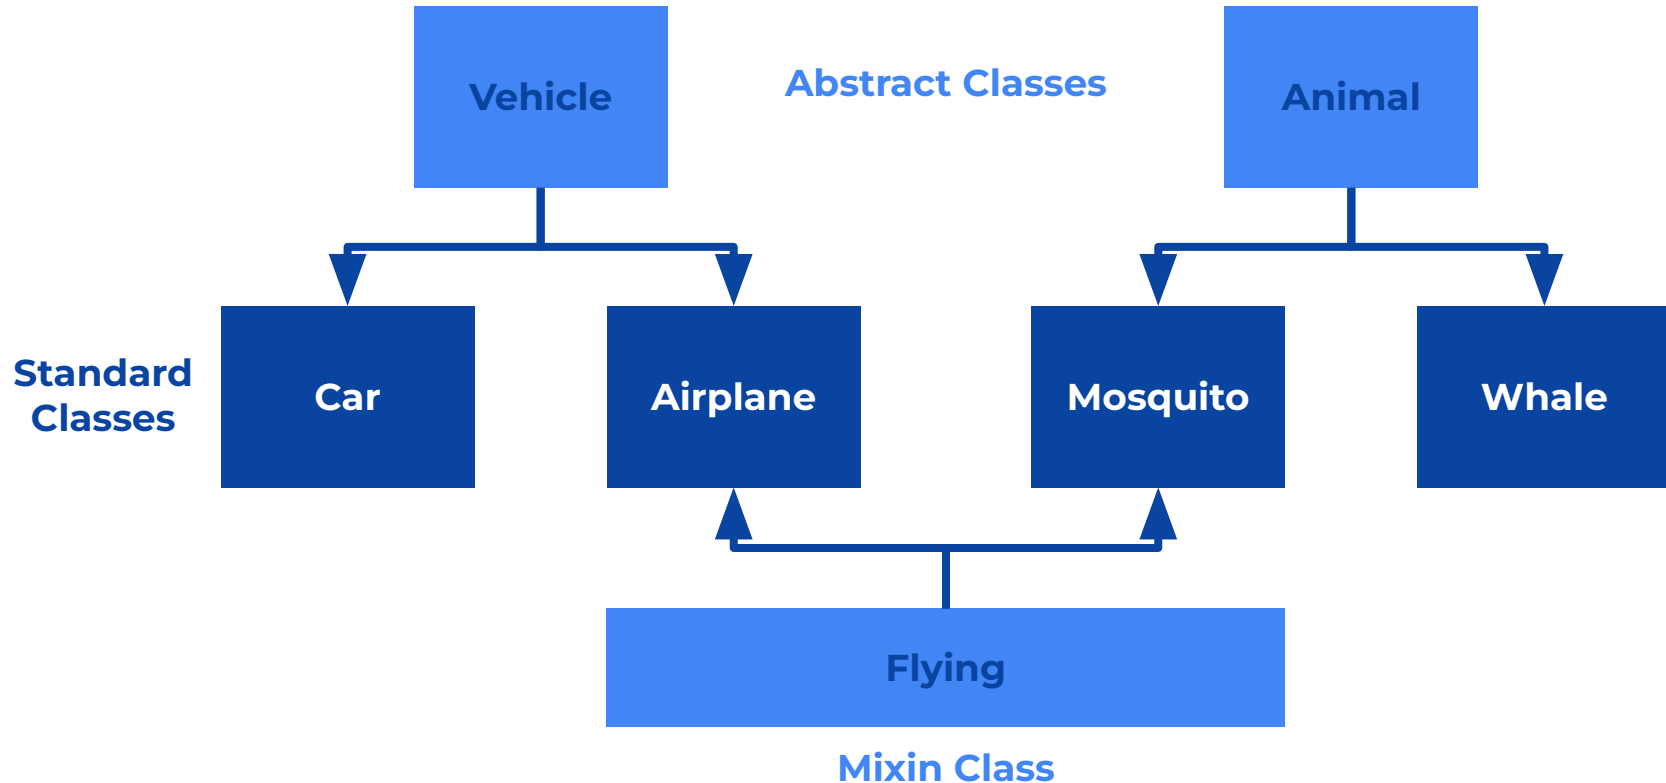 Vehicle
Abstract Classes
Animal
Standard
Classes
Car
Airplane
Mosquito
Whale
Flying
Mixin Class